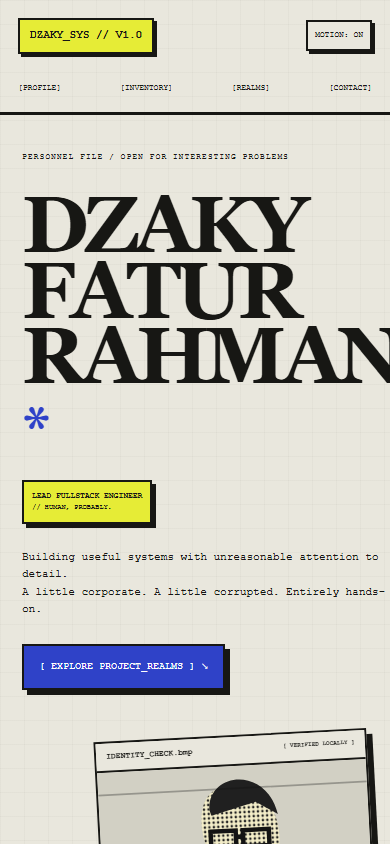 DZAKY_SYS // V1.0
MOTION: ON
[PROFILE]
[INVENTORY]
[REALMS]
[CONTACT]
PERSONNEL FILE / OPEN FOR INTERESTING PROBLEMS
DZAKY
FATUR
RAHMAN
*
LEAD FULLSTACK ENGINEER
// HUMAN, PROBABLY.
Building useful systems with unreasonable attention to
detail.
A little corporate. A little corrupted. Entirely hands-
on.
[ EXPLORE PROJECT_REALMS ] ↘
IDENTITY_CHECK.bmp
[ VERIFIED LOCALLY ]